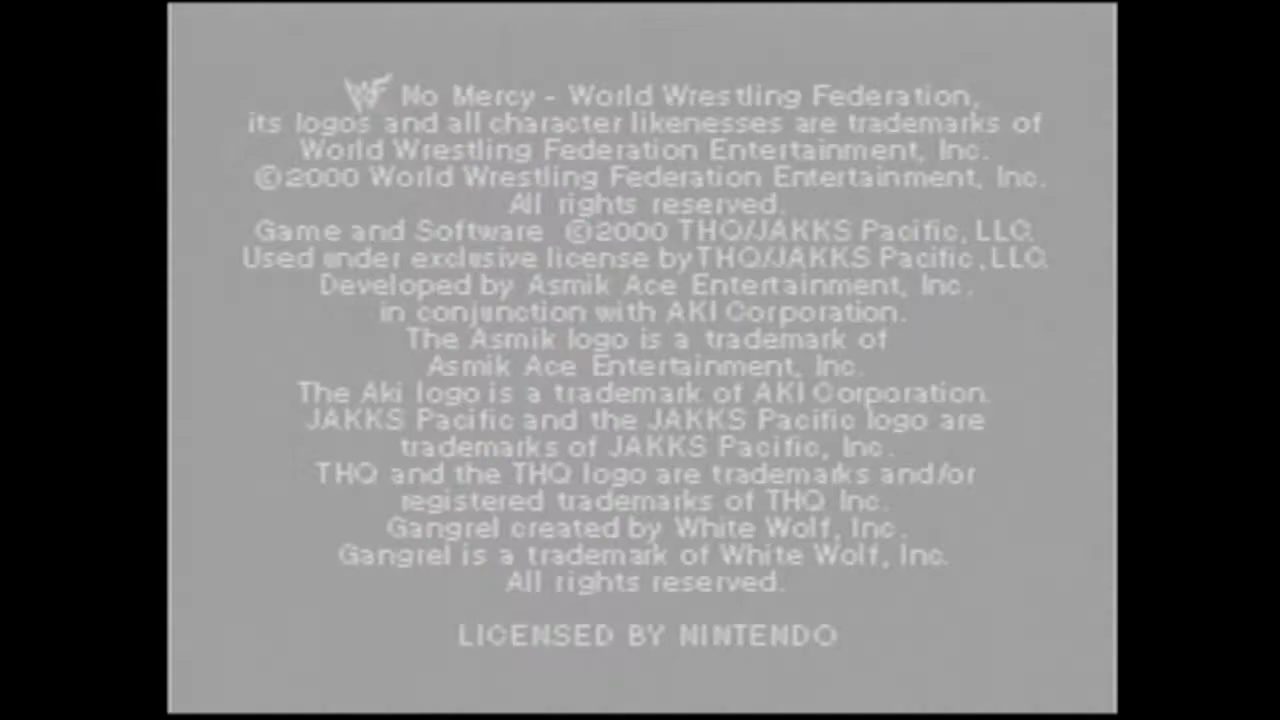 WF No Mercy - World Wrestling Federation,
its logos and all character likenesses are trademarks of
World Wrestling Federation Entertainment, Inc.
©2000 World Wrestling Federation Entertainment, Inc.
All rights reserved.
Game and Software ©2000 THQ/JAKKS Pacific, LLC.
Used under exclusive license by THQ/JAKKS Pacific, LLC.
Developed by Asmik Ace Entertainment, Inc.
in conjunction with AKI Corporation.
The Asmik logo is a trademark of
Asmik Ace Entertainment, Inc.
The Aki logo is a trademark of AKI Corporation.
JAKKS Pacific and the JAKKS Pacific logo are
trademarks of JAKKS Pacific, Inc.
THQ and the THQ logo are trademarks and/or
registered trademarks of THQ Inc.
Gangrel created by White Wolf, Inc.
Gangrel is a trademark of White Wolf, Inc.
All rights reserved.
LICENSED BY NINTENDO